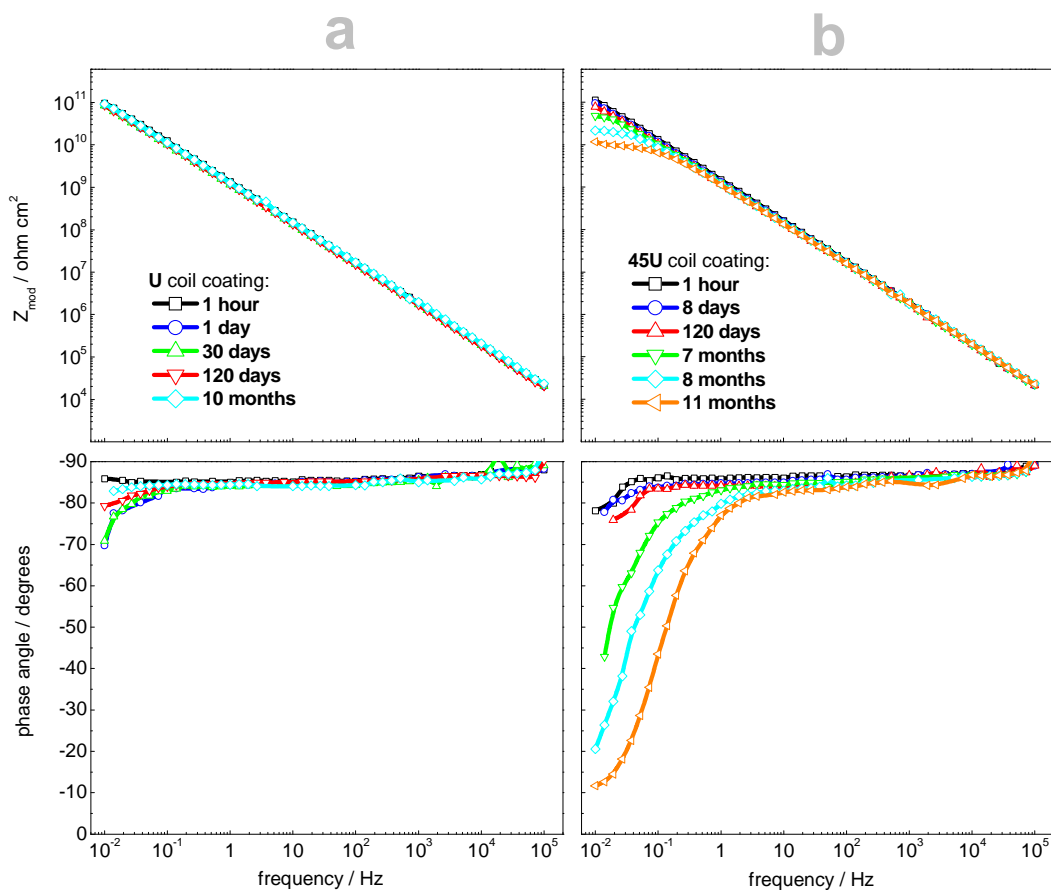 a
b
10^11
10^10
10^9
10^8
10^7
10^6
10^5
10^4
Z_mod / ohm cm^2
U coil coating:
1 hour
1 day
30 days
120 days
10 months
45U coil coating:
1 hour
8 days
120 days
7 months
8 months
11 months
-90
-80
-70
-60
-50
-40
-30
-20
-10
0
phase angle / degrees
10^-2 10^-1 1 10^1 10^2 10^3 10^4 10^5
10^-2 10^-1 1 10^1 10^2 10^3 10^4 10^5
frequency / Hz
frequency / Hz